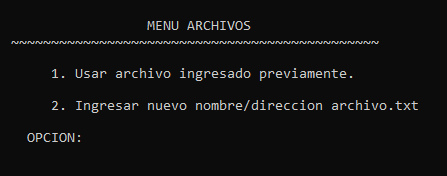 MENU ARCHIVOS
~~~~~~~~~~~~~~~~~~~~~~~~~~~~~~~~~~~~~~~~~~~~~~
1. Usar archivo ingresado previamente.
2. Ingresar nuevo nombre/direccion archivo.txt
OPCION: